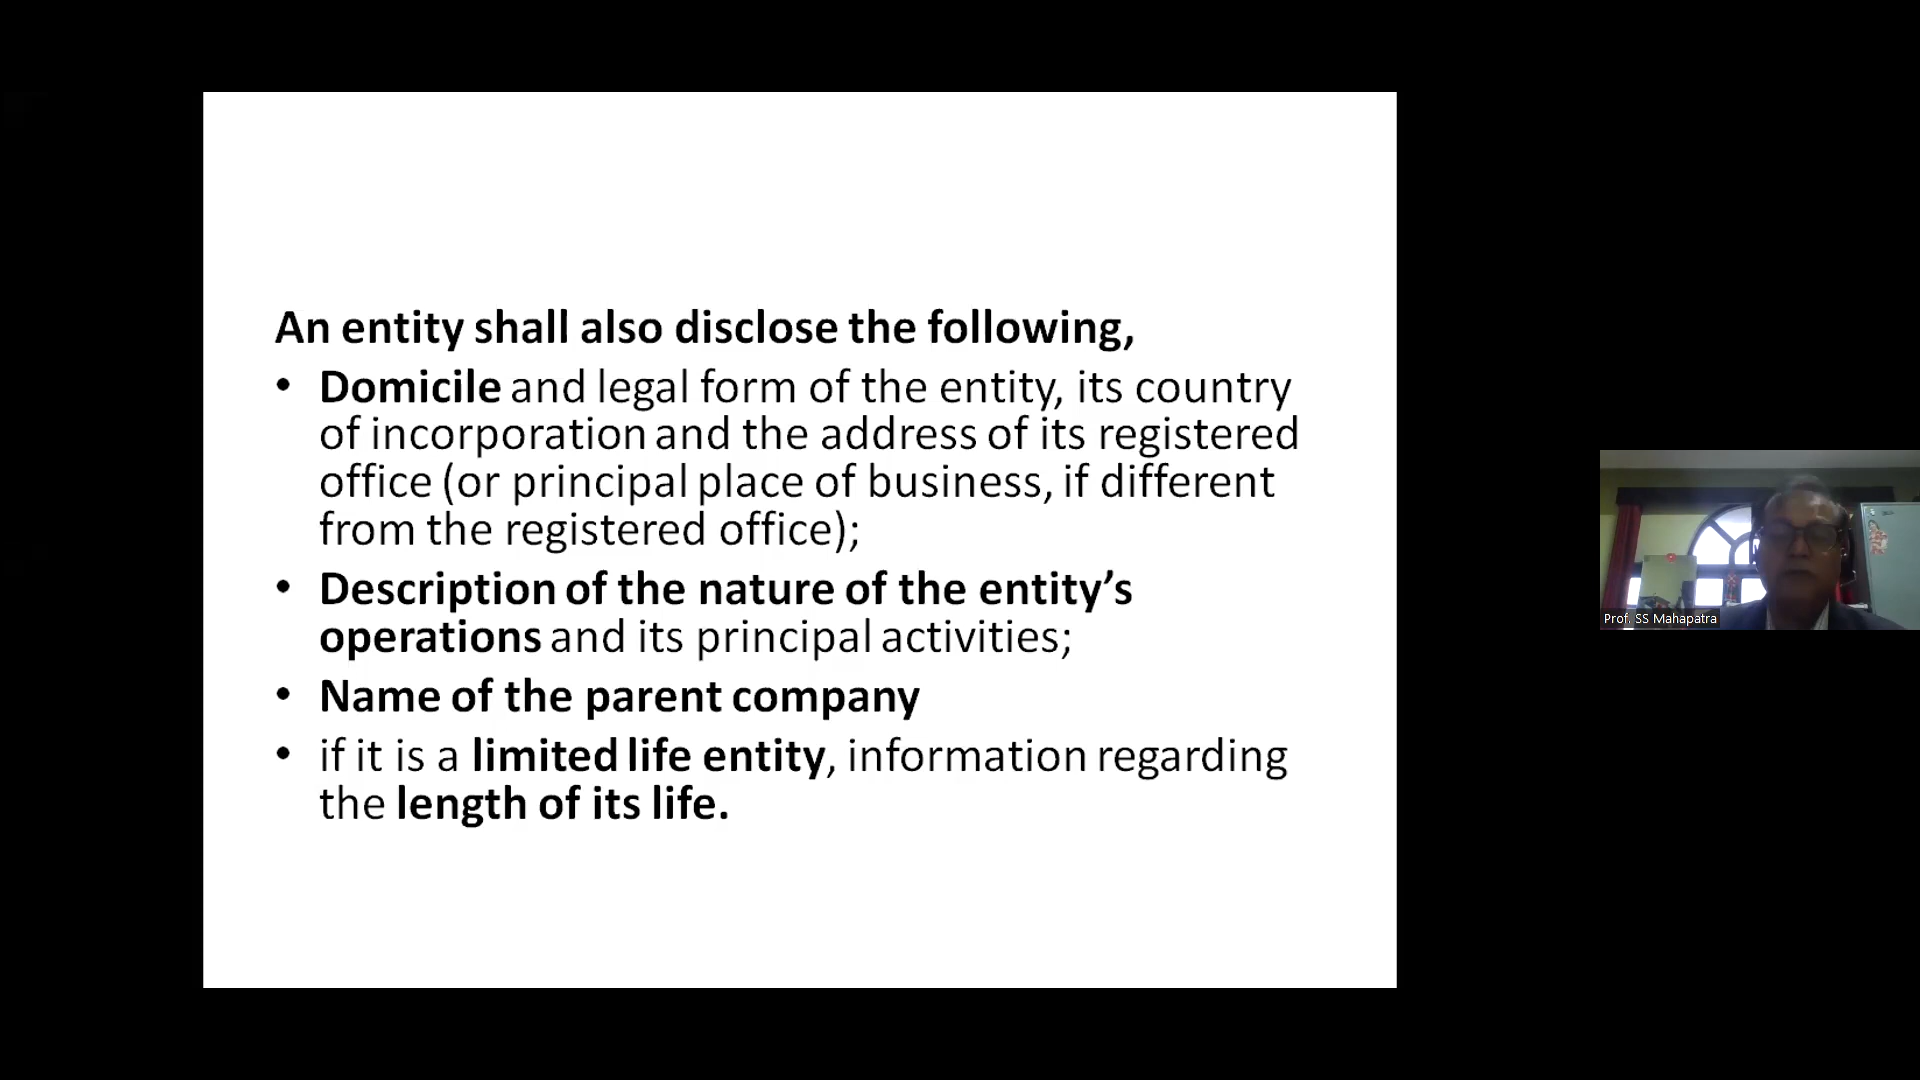 An entity shall also disclose the following,
• Domicile and legal form of the entity, its country
of incorporation and the address of its registered
office (or principal place of business, if different
from the registered office);
• Description of the nature of the entity’s
operations and its principal activities;
• Name of the parent company
• if it is a limited life entity, information regarding
the length of its life.
Prof. SS Mahapatra